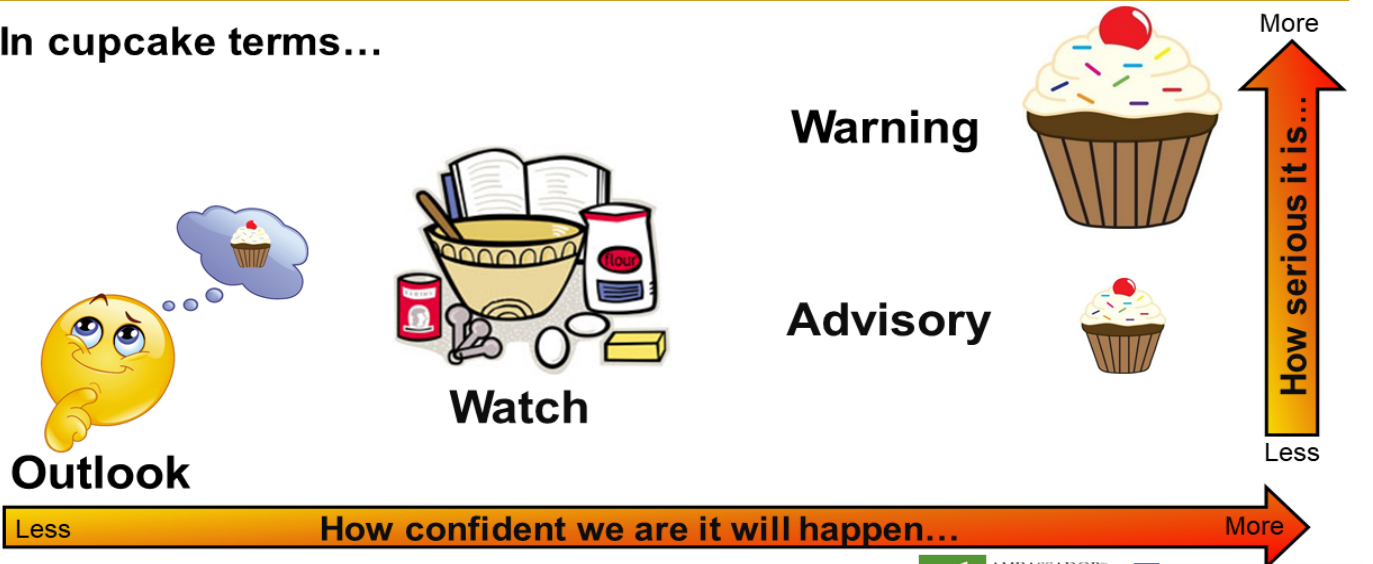 In cupcake terms…
More
Warning
How serious it is…
flour
Advisory
Watch
Less
Outlook
Less
How confident we are it will happen…
More